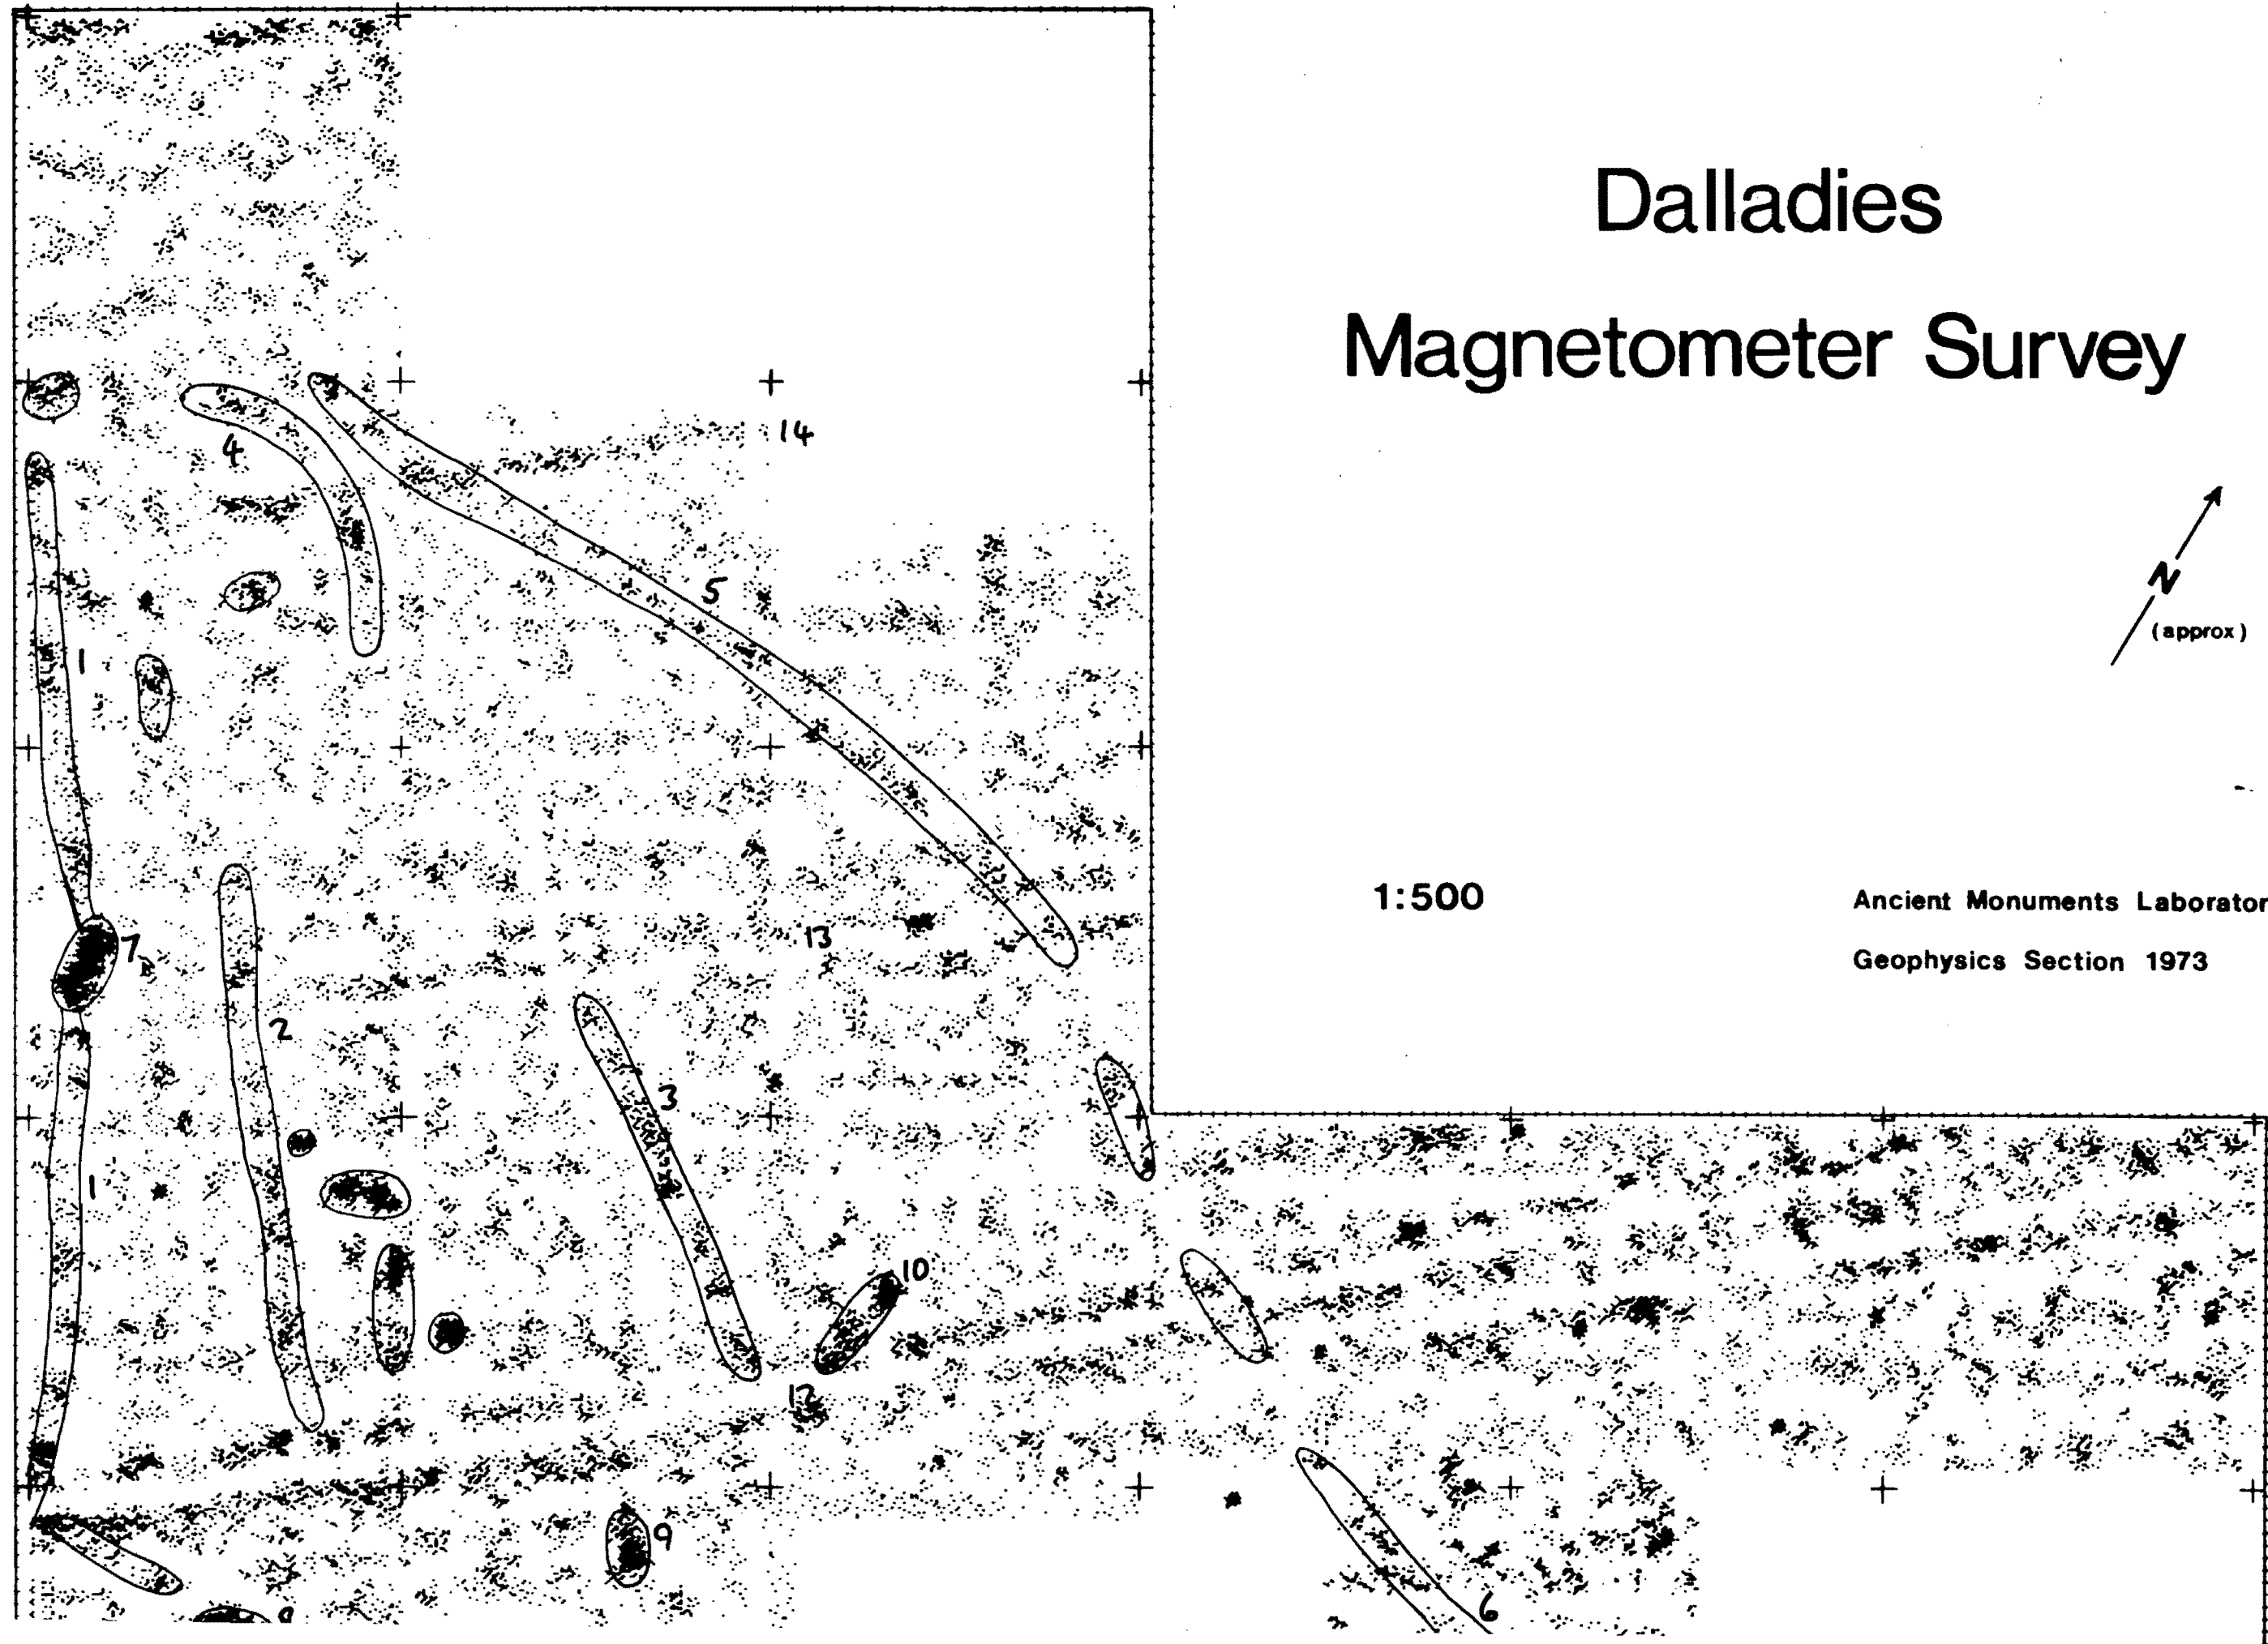 Dalladies
Magnetometer Survey
14
4
N
5
(approx)
1
1:500
Ancient Monuments Laborator
13
7
Geophysics Section 1973
2
3
1
10
12
9
6